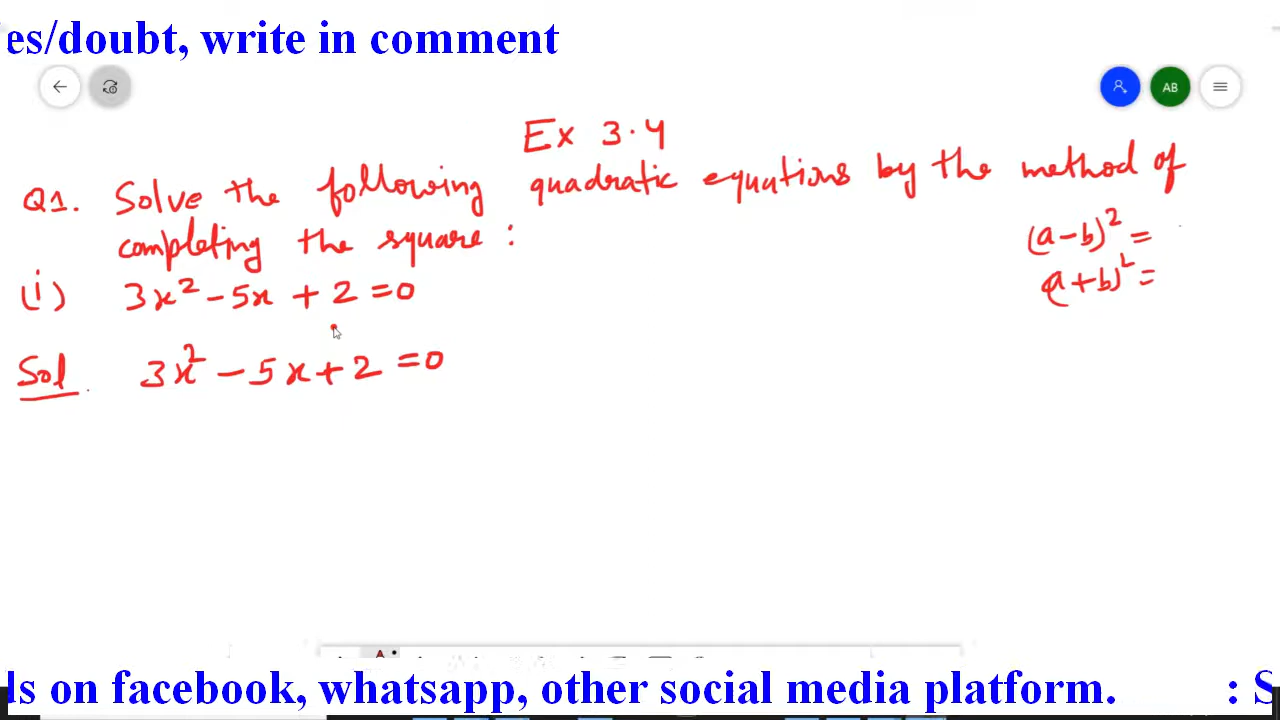 es/doubt, write in comment
AB
Ex 3.4
Q1. Solve the following quadratic equations by the method of
completing the square :
(a-b)² =
(a+b)² =
(i) 3x² - 5x + 2 = 0
Sol. 3x² - 5x + 2 = 0
ls on facebook, whatsapp, other social media platform. : S